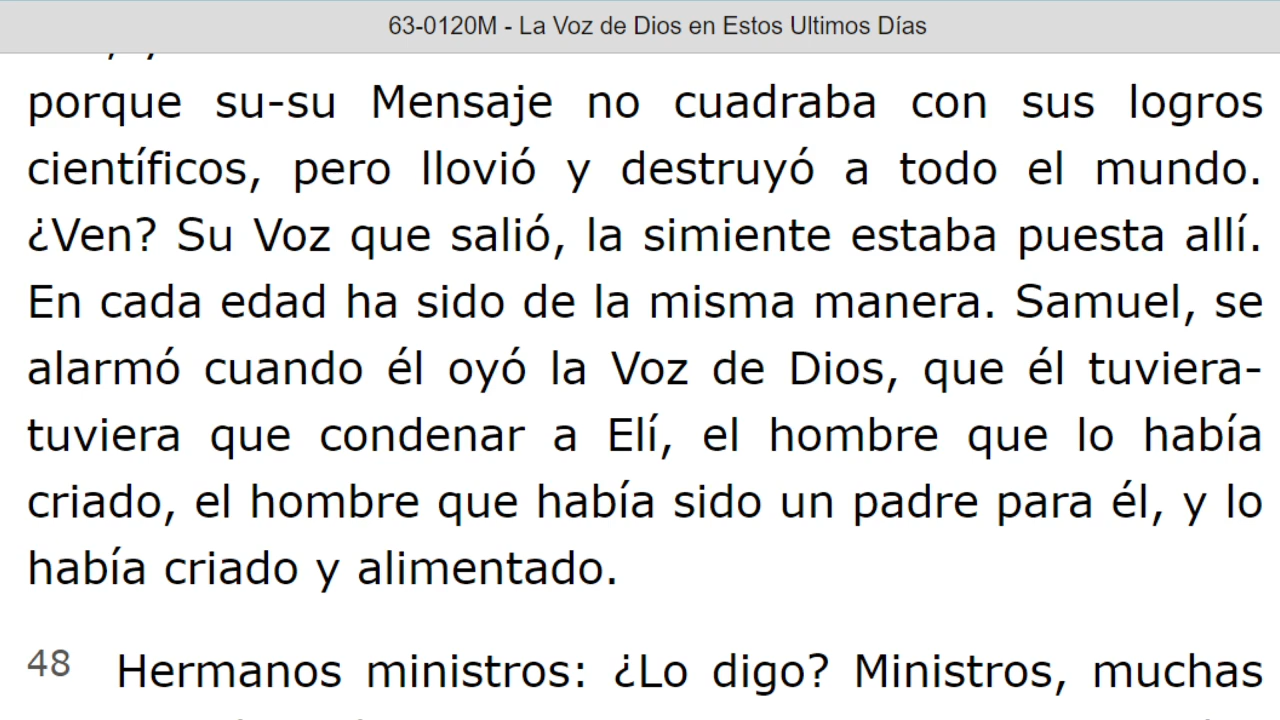 63-0120M - La Voz de Dios en Estos Ultimos Días
porque su-su Mensaje no cuadraba con sus logros
científicos, pero llovió y destruyó a todo el mundo.
¿Ven? Su Voz que salió, la simiente estaba puesta allí.
En cada edad ha sido de la misma manera. Samuel, se
alarmó cuando él oyó la Voz de Dios, que él tuviera-
tuviera que condenar a Elí, el hombre que lo había
criado, el hombre que había sido un padre para él, y lo
había criado y alimentado.
48 Hermanos ministros: ¿Lo digo? Ministros, muchas